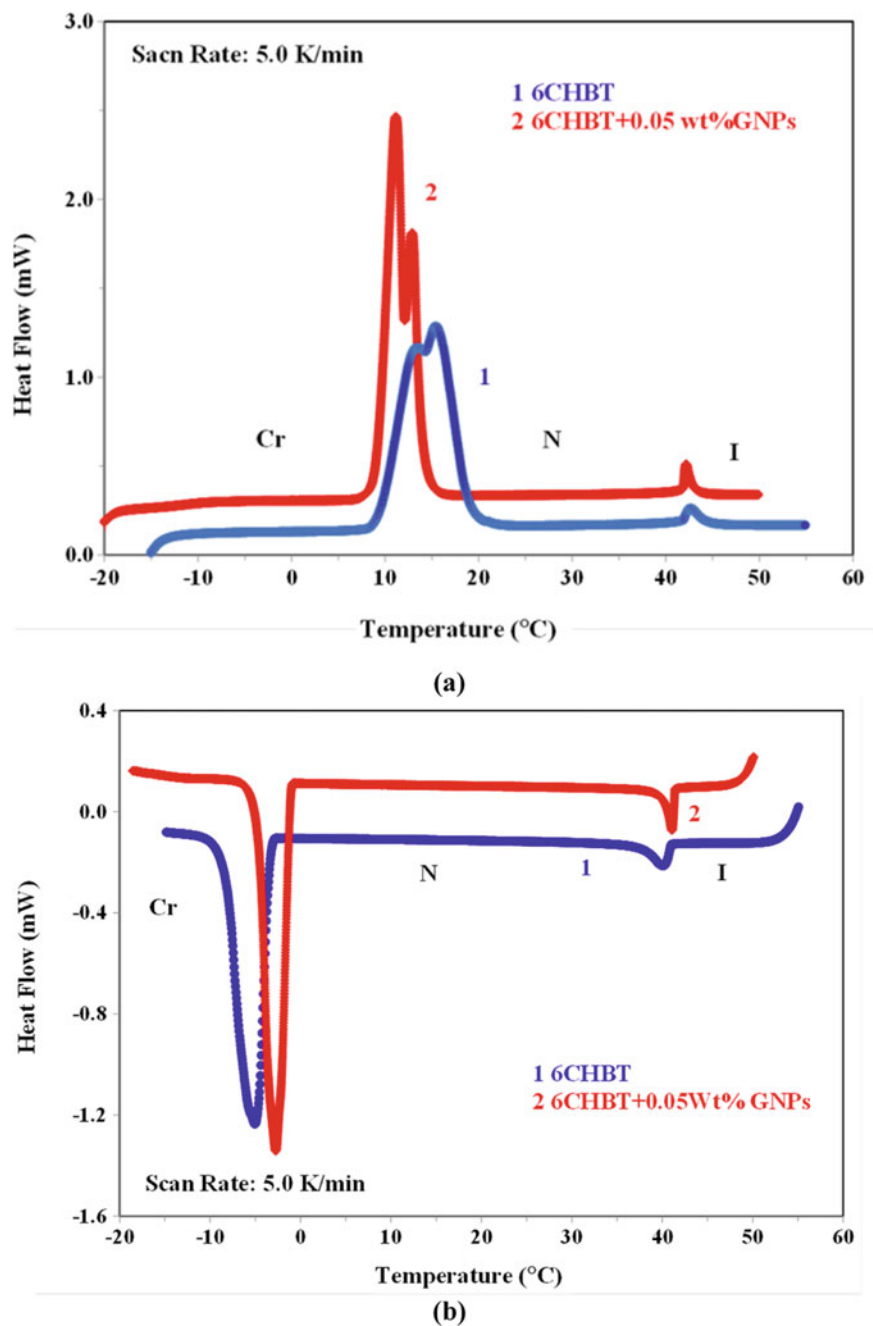 3.0
Sacn Rate: 5.0 K/min
1 6CHBT
2 6CHBT+0.05 wt%GNPs
2
2.0
Heat Flow (mW)
1
1.0
Cr
N
I
0.0
-20 -10 0 10 20 30 40 50 60
Temperature (°C)
(a)
0.4
0.0
2
N
1
I
Cr
-0.4
Heat Flow (mW)
-0.8
1 6CHBT
2 6CHBT+0.05Wt% GNPs
-1.2
Scan Rate: 5.0 K/min
-1.6
-20 -10 0 10 20 30 40 50 60
Temperature (°C)
(b)